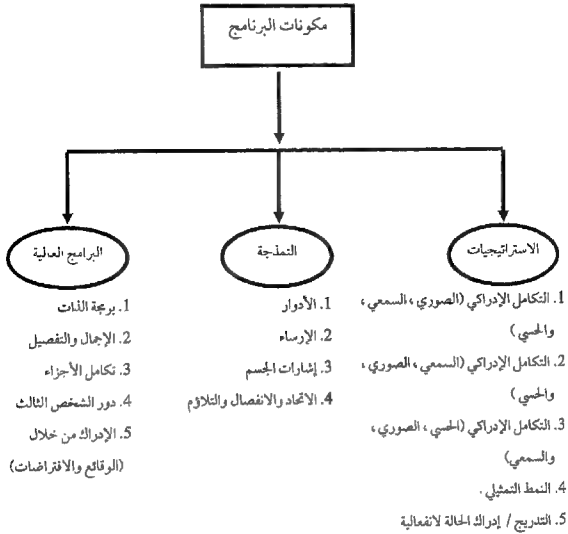 مكونات البرنامج
الاستراتيجيات
1. التكامل الإدراكي (الصوري ، السمعي ،
والحسي)
2. التكامل الإدراكي (السمعي ، الصوري ،
والحسي)
3. التكامل الإدراكي (الحسي ، الصوري ،
والسمعي)
4. النمط التمثيلي .
5. التدريج / إدراك الحالة لانفعالية
النمذجة
1. الأدوار
2. الإرساء
3. إشارات الجسم
4. الاتحاد والانفصال والتلاؤم
البرامج العالية
1. برمجة الذات
2. الإجمال والتفصيل
3. تكامل الأجزاء
4. دور الشخص الثالث
5. الإدراك من خلال
(الوقائع والافتراضات)